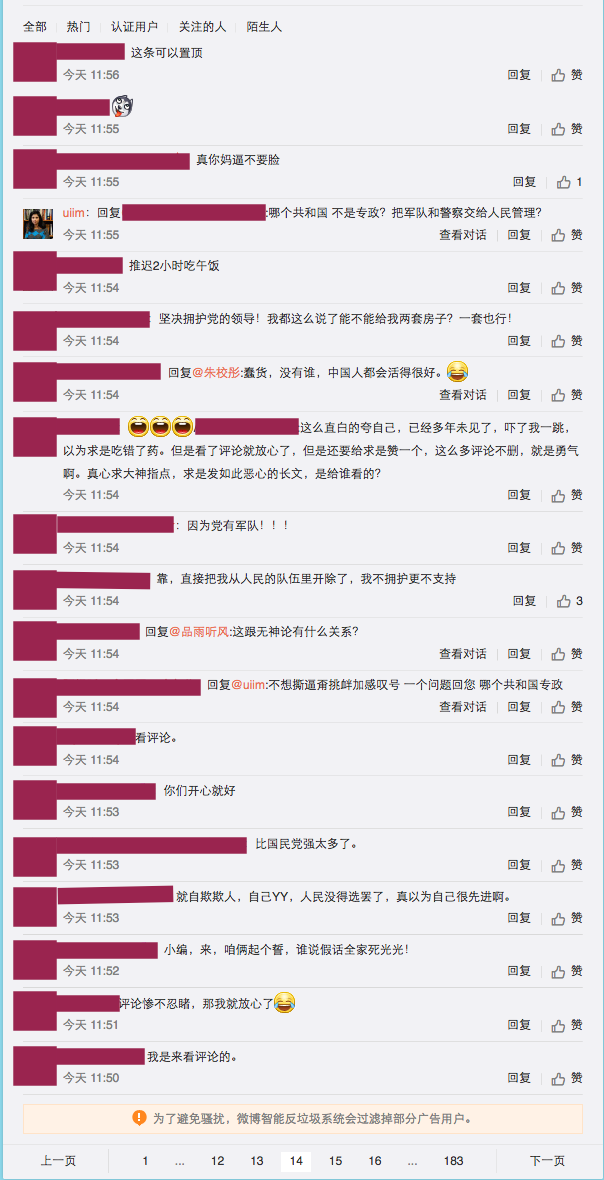 全部 热门 认证用户 关注的人 陌生人
这条可以置顶
今天 11:56 回复 赞
今天 11:55 回复 赞
真你妈逼不要脸
今天 11:55 回复 1
uiim：回复 :哪个共和国 不是专政？把军队和警察交给人民管理？
今天 11:55 查看对话 回复 赞
推迟2小时吃午饭
今天 11:54 回复 赞
坚决拥护党的领导！我都这么说了能不能给我两套房子？一套也行！
今天 11:54 回复 赞
回复@朱校彤:蠢货，没有谁，中国人都会活得很好。
今天 11:54 查看对话 回复 赞
:这么直白的夸自己，已经多年未见了，吓了我一跳，
以为求是吃错了药。但是看了评论就放心了，但是还要给求是赞一个，这么多评论不删，就是勇气
啊。真心求大神指点，求是发如此恶心的长文，是给谁看的？
今天 11:54 回复 赞
：因为党有军队！！！
今天 11:54 回复 赞
靠，直接把我从人民的队伍里开除了，我不拥护更不支持
今天 11:54 回复 3
回复@品雨听风:这跟无神论有什么关系？
今天 11:54 查看对话 回复 赞
回复@uiim:不想撕逼甭挑衅加感叹号 一个问题回您 哪个共和国专政
今天 11:54 查看对话 回复 赞
看评论。
今天 11:54 回复 赞
你们开心就好
今天 11:53 回复 赞
比国民党强太多了。
今天 11:53 回复 赞
就自欺欺人，自己YY，人民没得选罢了，真以为自己很先进啊。
今天 11:53 回复 赞
小编，来，咱俩起个誓，谁说假话全家死光光！
今天 11:52 回复 赞
评论惨不忍睹，那我就放心了
今天 11:51 回复 赞
我是来看评论的。
今天 11:50 回复 赞
为了避免骚扰，微博智能反垃圾系统会过滤掉部分广告用户。
上一页 1 ... 12 13 14 15 16 ... 183 下一页